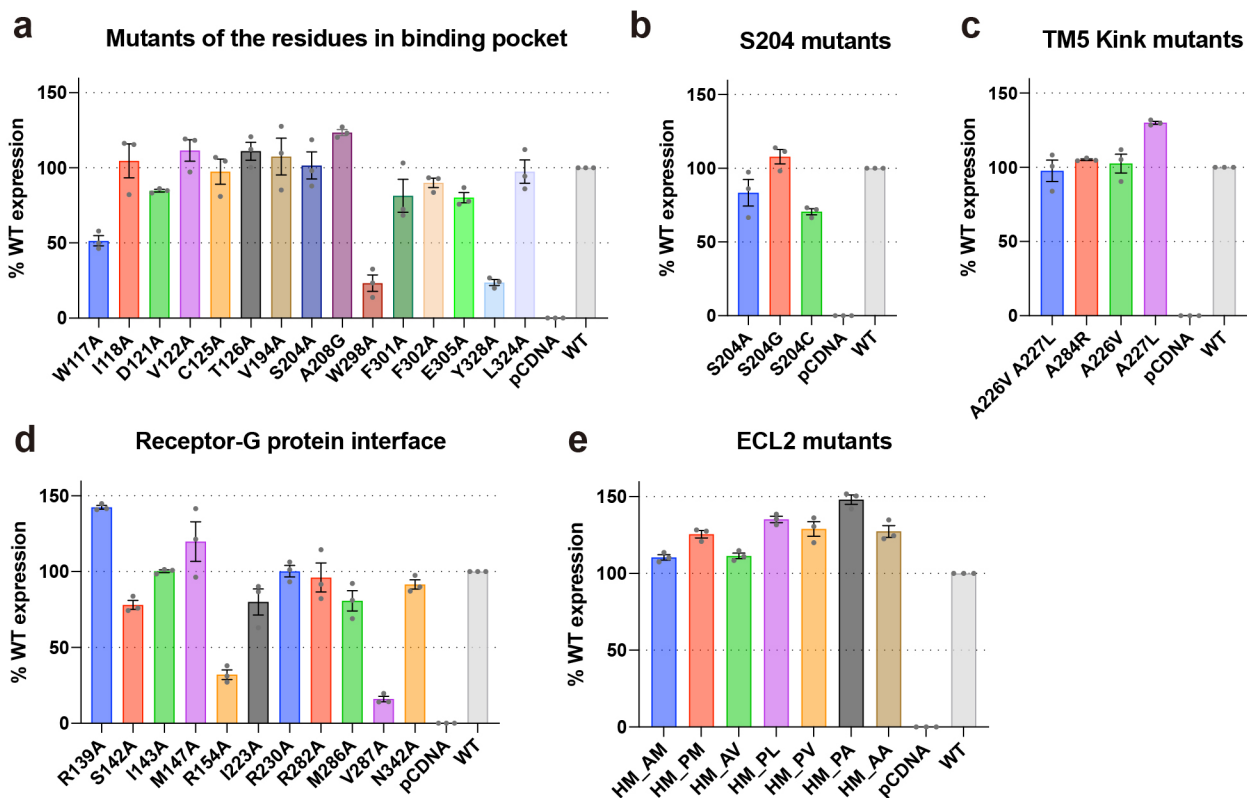 a
Mutants of the residues in binding pocket
% WT expression
150
100
50
0
W117A
I118A
D121A
V122A
C125A
T126A
V194A
S204A
A208G
W298A
F301A
F302A
E305A
Y328A
L324A
pCDNA
WT
b
S204 mutants
% WT expression
150
100
50
0
S204A
S204G
S204C
pCDNA
WT
c
TM5 Kink mutants
% WT expression
150
100
50
0
A226V A227L
A284R
A226V
A227L
pCDNA
WT
d
Receptor-G protein interface
% WT expression
150
100
50
0
R139A
S142A
I143A
M147A
R154A
I223A
R230A
R282A
M286A
V287A
N342A
pCDNA
WT
e
ECL2 mutants
% WT expression
150
100
50
0
HM_AM
HM_PM
HM_AV
HM_PL
HM_PV
HM_PA
HM_AA
pCDNA
WT